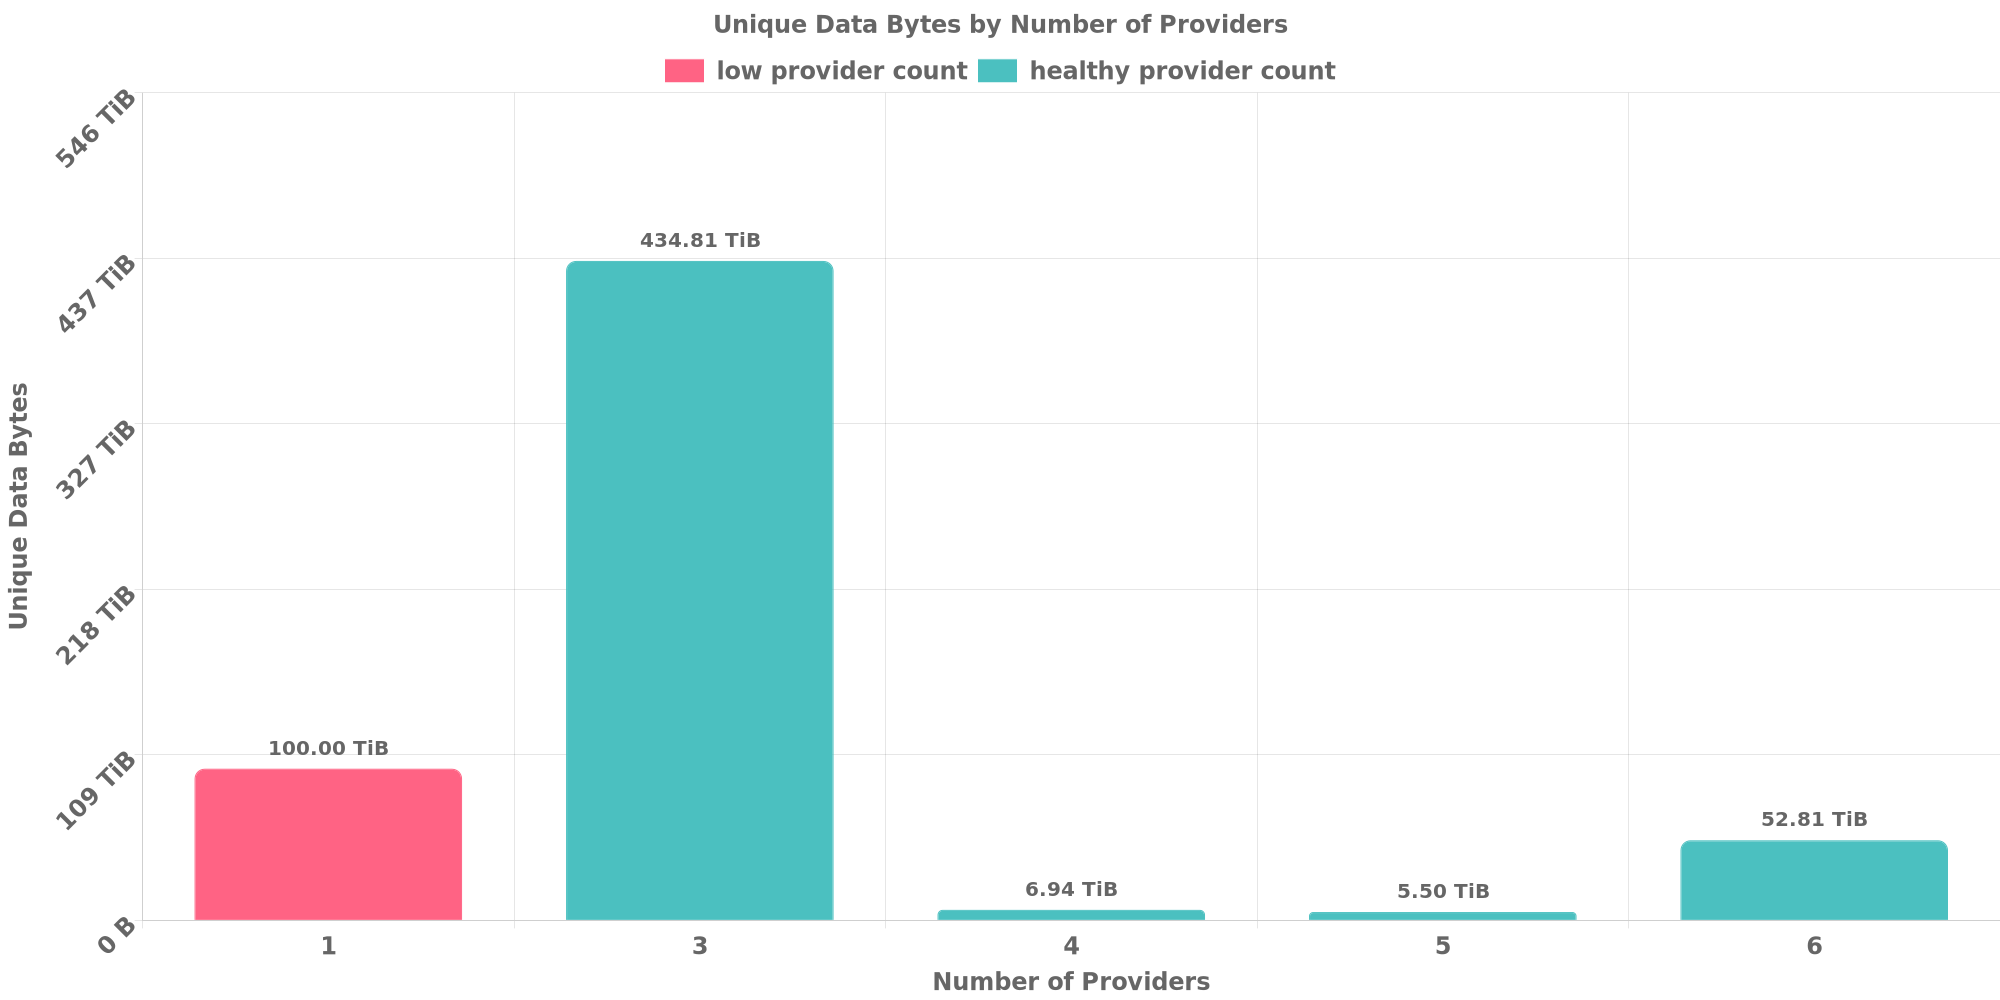 Unique Data Bytes by Number of Providers
low provider count healthy provider count
546 TiB
437 TiB
327 TiB
218 TiB
109 TiB
0 B
Unique Data Bytes
100.00 TiB
434.81 TiB
6.94 TiB
5.50 TiB
52.81 TiB
1 3 4 5 6
Number of Providers